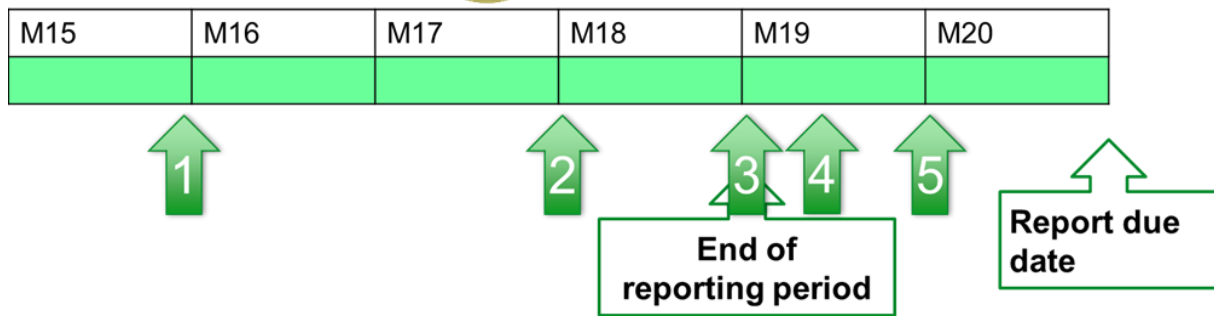 M15 M16 M17 M18 M19 M20
1 2 3 4 5
End of
reporting period
Report due
date